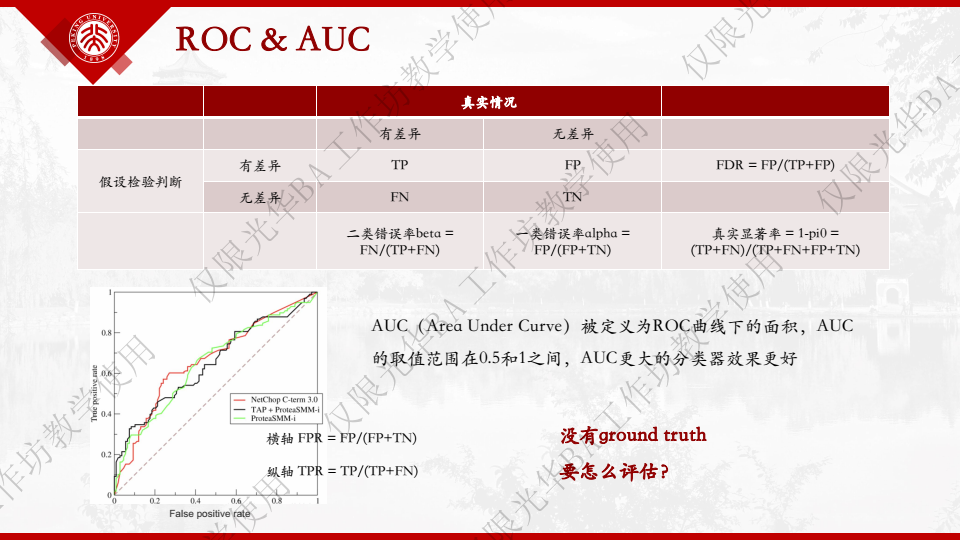 PEKING UNIVERSITY
1898
ROC & AUC
真实情况
有差异 无差异
假设检验判断 有差异 TP FP FDR = FP/(TP+FP)
无差异 FN TN
二类错误率beta = 一类错误率alpha = 真实显著率 = 1-pi0 =
FN/(TP+FN) FP/(FP+TN) (TP+FN)/(TP+FN+FP+TN)
AUC（Area Under Curve）被定义为ROC曲线下的面积，AUC
的取值范围在0.5和1之间，AUC更大的分类器效果更好
1
0.8
0.6
0.4
0.2
0
True positive rate
NetChop C-term 3.0
TAP + ProteaSMM-i
ProteaSMM-i
横轴 FPR = FP/(FP+TN)
纵轴 TPR = TP/(TP+FN)
0 0.2 0.4 0.6 0.8 1
False positive rate
没有ground truth
要怎么评估？
仅限光华BA工作坊教学使用